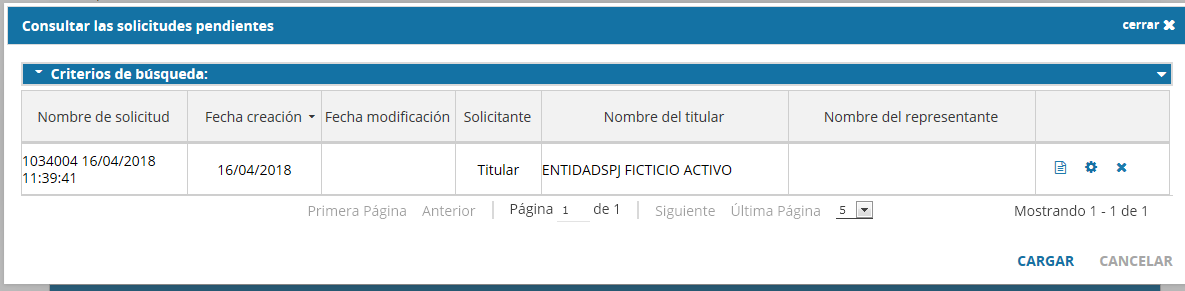 Consultar las solicitudes pendientes
cerrar
Criterios de búsqueda:
Nombre de solicitud Fecha creación Fecha modificación Solicitante Nombre del titular Nombre del representante
1034004 16/04/2018
11:39:41
16/04/2018 Titular ENTIDADSPJ FICTICIO ACTIVO
Primera Página Anterior Página 1 de 1 Siguiente Última Página 5 Mostrando 1 - 1 de 1
CARGAR CANCELAR